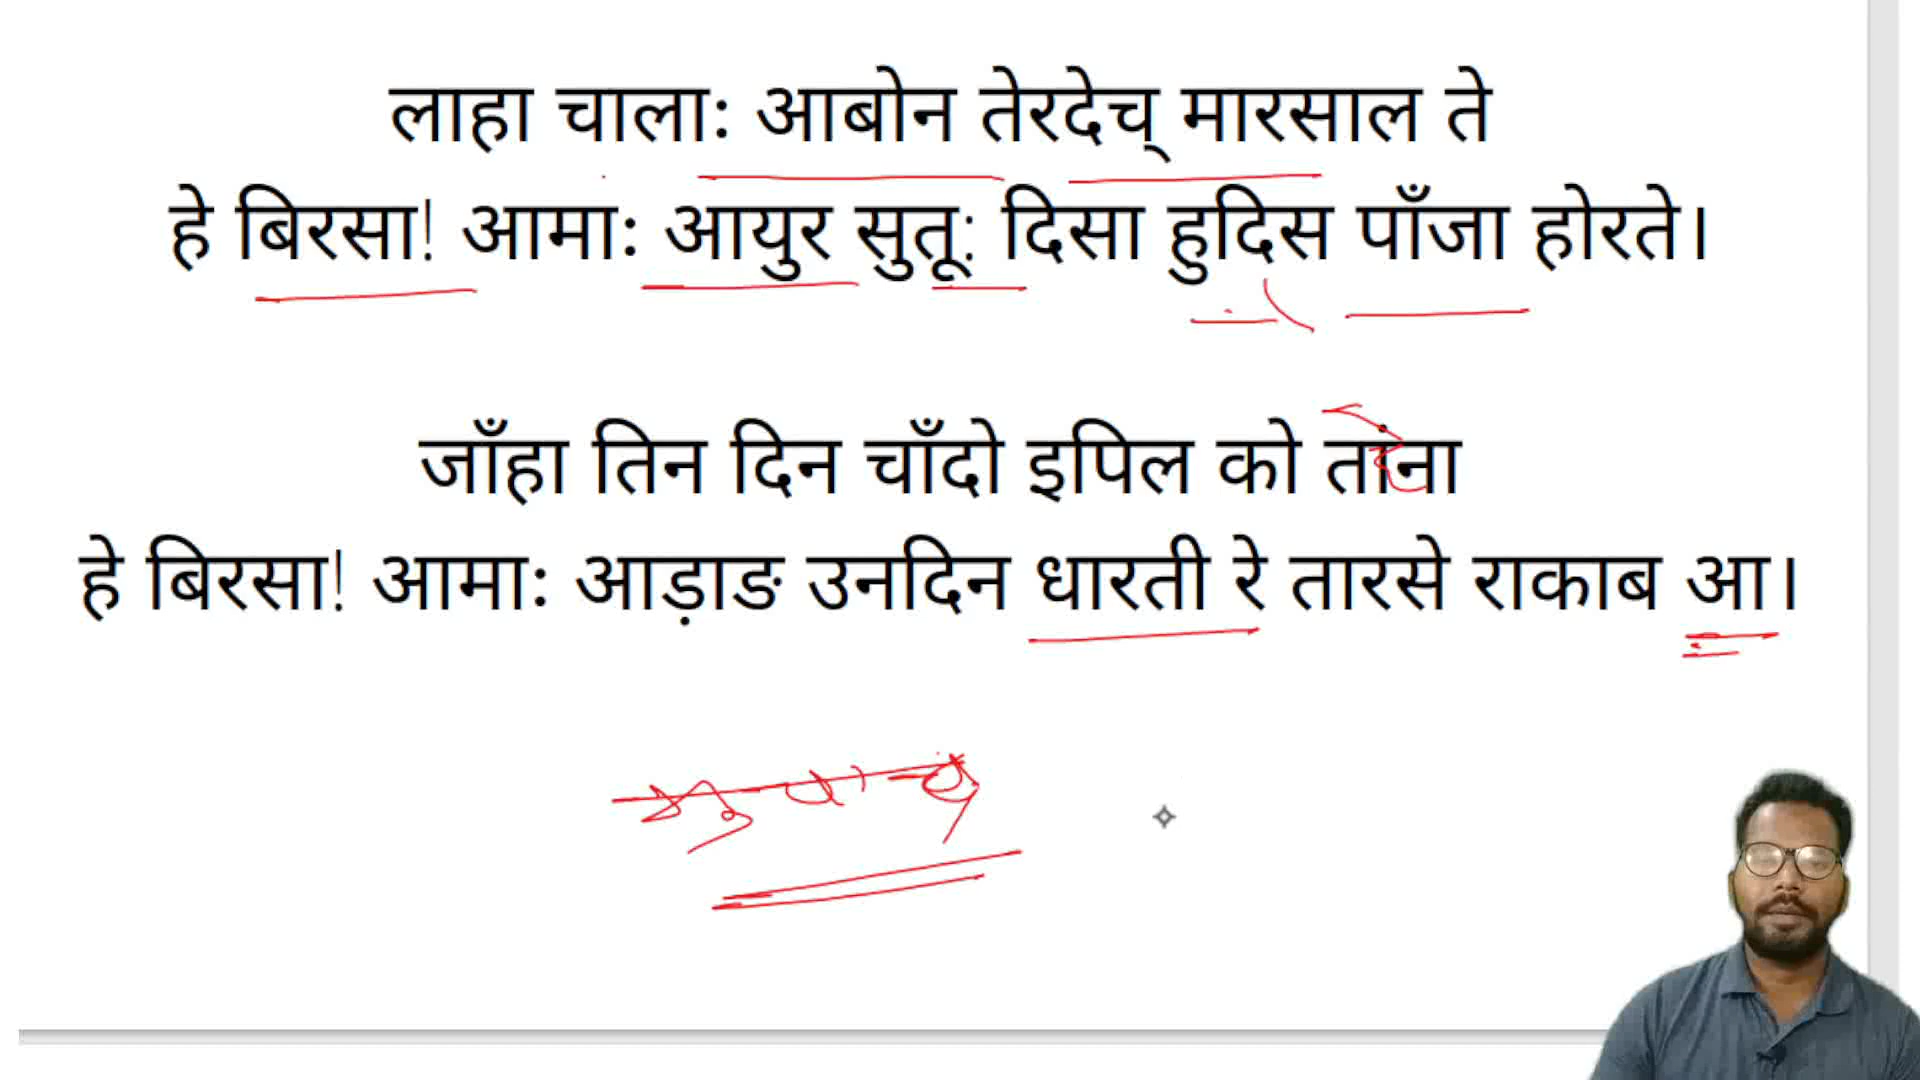 लाहा चालाः आबोन तेरदेच् मारसाल ते
हे बिरसा! आमाः आयुर सुतू: दिसा हुदिस पाँजा होरते।
जाँहा तिन दिन चाँदो इपिल को ताना
हे बिरसा! आमाः आड़ाङ उनदिन धारती रे तारसे राकाब आ।